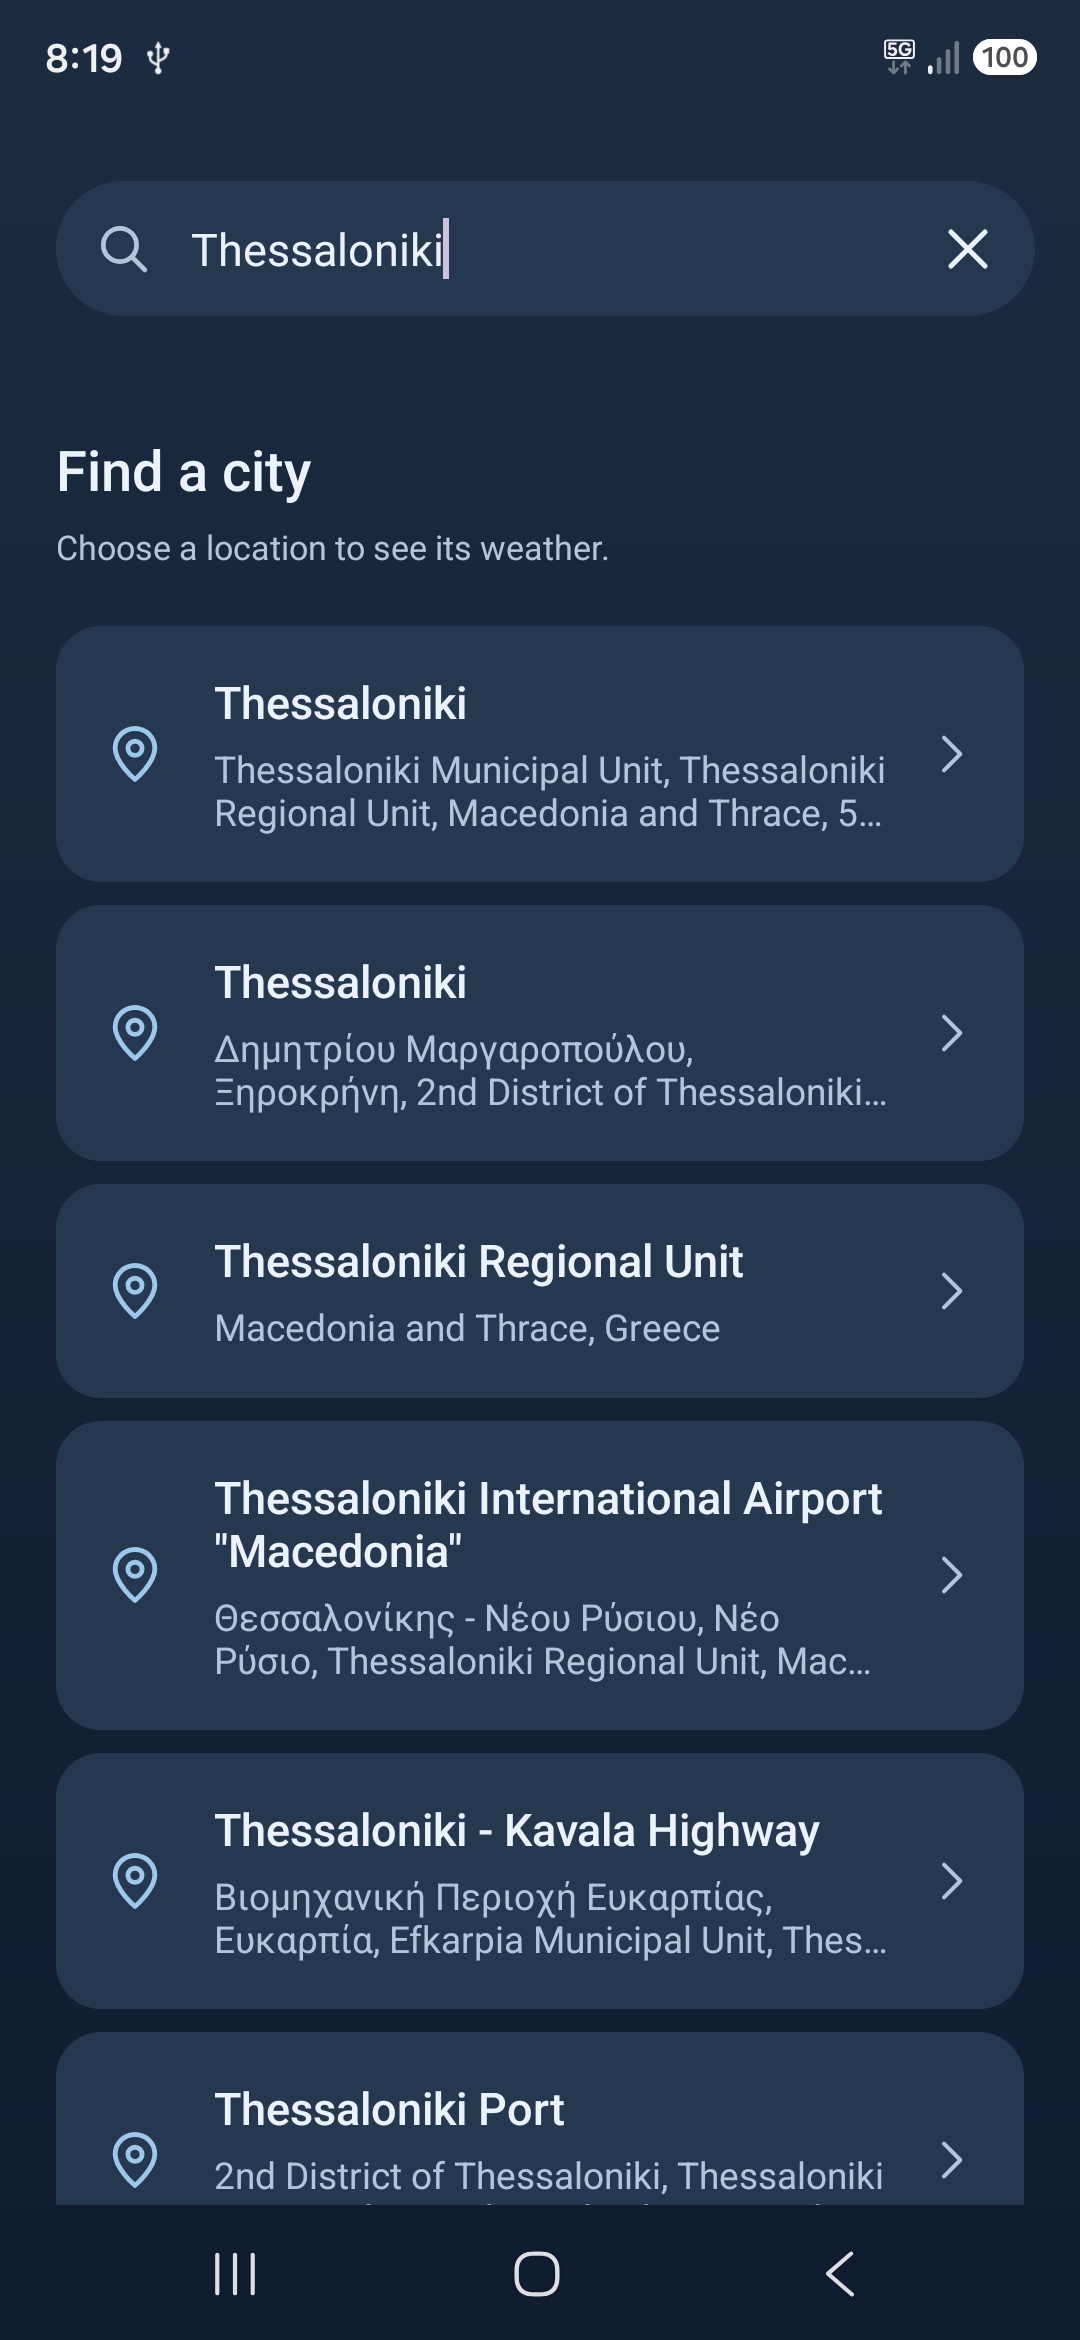 8:19
5G
100
Thessaloniki
Find a city
Choose a location to see its weather.
Thessaloniki
Thessaloniki Municipal Unit, Thessaloniki
Regional Unit, Macedonia and Thrace, 5...
Thessaloniki
Δημητρίου Μαργαροπούλου,
Ξηροκρήνη, 2nd District of Thessaloniki...
Thessaloniki Regional Unit
Macedonia and Thrace, Greece
Thessaloniki International Airport
"Macedonia"
Θεσσαλονίκης - Νέου Ρύσιου, Νέο
Ρύσιο, Thessaloniki Regional Unit, Mac...
Thessaloniki - Kavala Highway
Βιομηχανική Περιοχή Ευκαρπίας,
Ευκαρπία, Efkarpia Municipal Unit, Thes...
Thessaloniki Port
2nd District of Thessaloniki, Thessaloniki